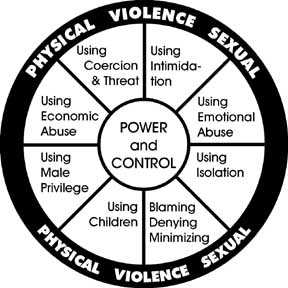 PHYSICAL VIOLENCE SEXUAL
Using
Coercion
& Threat
Using
Intimida-
tion
Using
Economic
Abuse
Using
Emotional
Abuse
POWER
and
CONTROL
Using
Male
Privilege
Using
Isolation
Using
Children
Blaming
Denying
Minimizing
PHYSICAL VIOLENCE SEXUAL